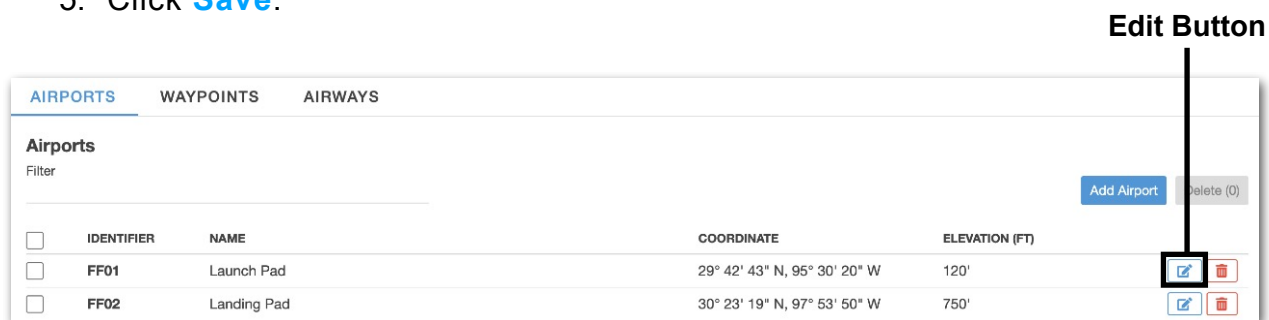 5. Click Save.
Edit Button
AIRPORTS WAYPOINTS AIRWAYS
Airports
Filter
Add Airport Delete (0)
IDENTIFIER NAME COORDINATE ELEVATION (FT)
FF01 Launch Pad 29° 42' 43" N, 95° 30' 20" W 120'
FF02 Landing Pad 30° 23' 19" N, 97° 53' 50" W 750'